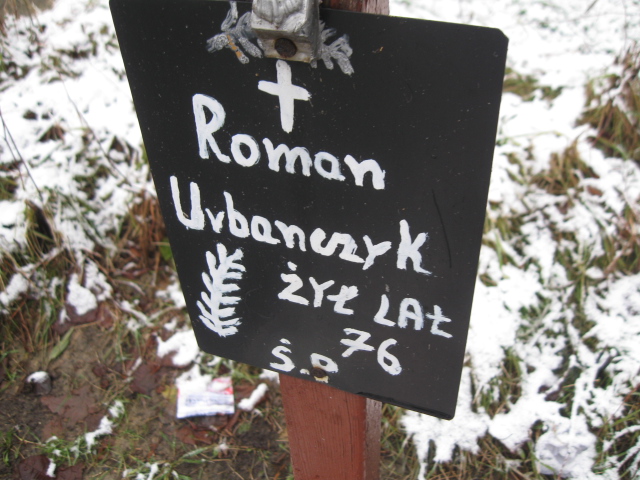 Roman
Urbanczyk
ŻYŁ LAt
76
Ś.P